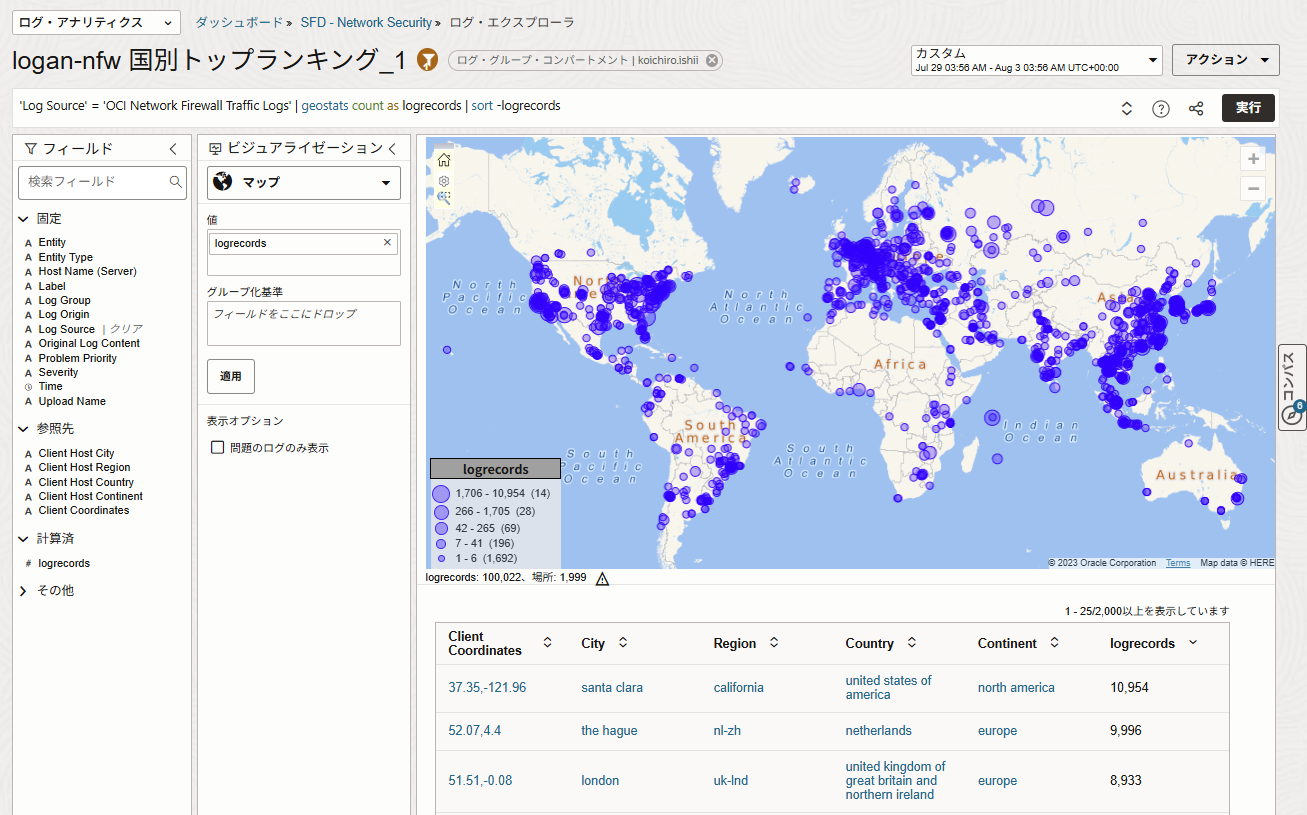 ログ・アナリティクス
ダッシュボード » SFD - Network Security » ログ・エクスプローラ
logan-nfw 国別トップランキング_1
ログ・グループ・コンパートメント | koichiro.ishii
カスタム
Jul 29 03:56 AM - Aug 3 03:56 AM UTC+00:00
アクション
'Log Source' = 'OCI Network Firewall Traffic Logs' | geostats count as logrecords | sort -logrecords
実行
フィールド
検索フィールド
固定
Entity
Entity Type
Host Name (Server)
Label
Log Group
Log Origin
Log Source | クリア
Original Log Content
Problem Priority
Severity
Time
Upload Name
参照先
Client Host City
Client Host Region
Client Host Country
Client Host Continent
Client Coordinates
計算済
# logrecords
その他
ビジュアライゼーション
マップ
値
logrecords
グループ化基準
フィールドをここにドロップ
適用
表示オプション
問題のログのみ表示
North
Pacific
Ocean
North
Atlantic
Ocean
Asia
Africa
South
America
Indian
Ocean
South
Pacific
Ocean
South
Atlantic
Ocean
Australia
logrecords
1,706 - 10,954 (14)
266 - 1,705 (28)
42 - 265 (69)
7 - 41 (196)
1 - 6 (1,692)
© 2023 Oracle Corporation Terms Map data © HERE
logrecords: 100,022、場所: 1,999
コンパス
6
1 - 25/2,000以上を表示しています
Client Coordinates City Region Country Continent logrecords
37.35,-121.96 santa clara california united states of america north america 10,954
52.07,4.4 the hague nl-zh netherlands europe 9,996
51.51,-0.08 london uk-lnd united kingdom of great britain and northern ireland europe 8,933